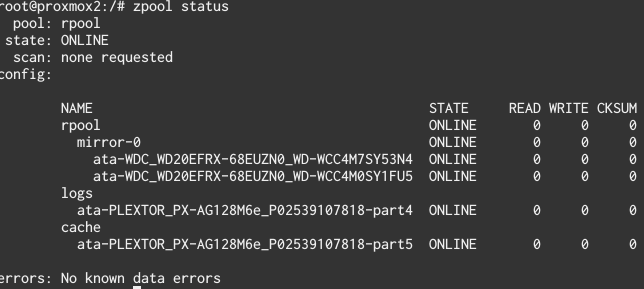 root@proxmox2:/# zpool status
pool: rpool
state: ONLINE
scan: none requested
config:
NAME STATE READ WRITE CKSUM
rpool ONLINE 0 0 0
mirror-0 ONLINE 0 0 0
ata-WDC_WD20EFRX-68EUZN0_WD-WCC4M7SY53N4 ONLINE 0 0 0
ata-WDC_WD20EFRX-68EUZN0_WD-WCC4M0SY1FU5 ONLINE 0 0 0
logs
ata-PLEXTOR_PX-AG128M6e_P02539107818-part4 ONLINE 0 0 0
cache
ata-PLEXTOR_PX-AG128M6e_P02539107818-part5 ONLINE 0 0 0
errors: No known data errors